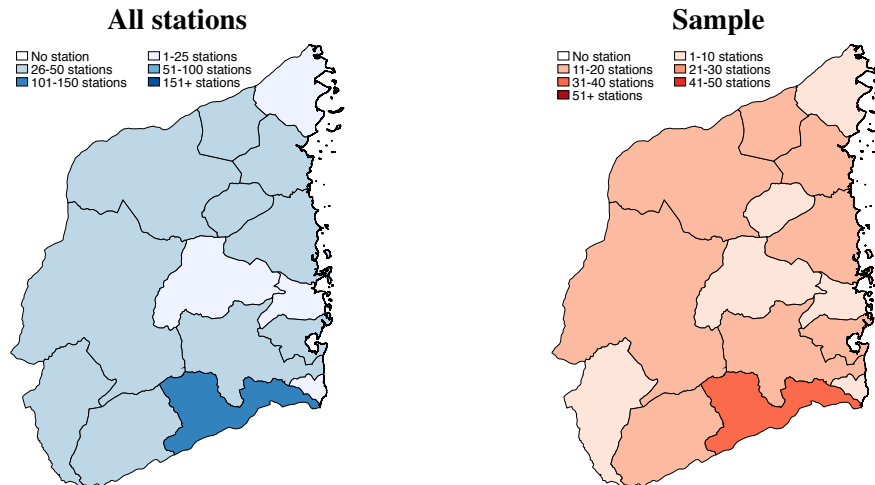 All stations
No station 1-25 stations
26-50 stations 51-100 stations
101-150 stations 151+ stations
Sample
No station 1-10 stations
11-20 stations 21-30 stations
31-40 stations 41-50 stations
51+ stations